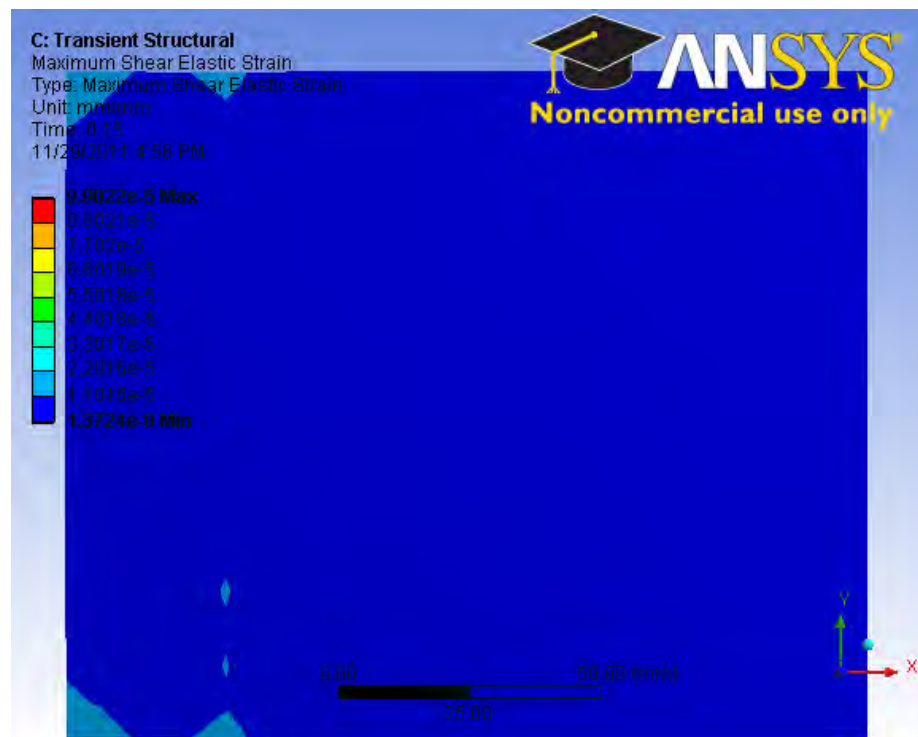 C: Transient Structural
Maximum Shear Elastic Strain
Type: Maximum Shear Elastic Strain
Unit: mm/mm
Time: 0.15
11/29/2011 4:56 PM
9.9022e-5 Max
8.8021e-5
7.702e-5
6.6019e-5
5.5018e-5
4.4018e-5
3.3017e-5
2.2016e-5
1.1015e-5
1.3724e-8 Min
ANSYS
Noncommercial use only
Y
X
0.00
50.00 (mm)
25.00